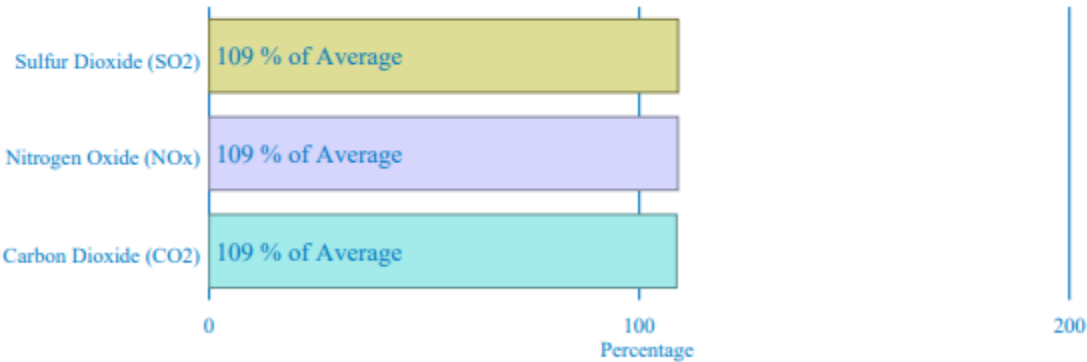 Sulfur Dioxide (SO2) 109 % of Average
Nitrogen Oxide (NOx) 109 % of Average
Carbon Dioxide (CO2) 109 % of Average
0 100 200
Percentage